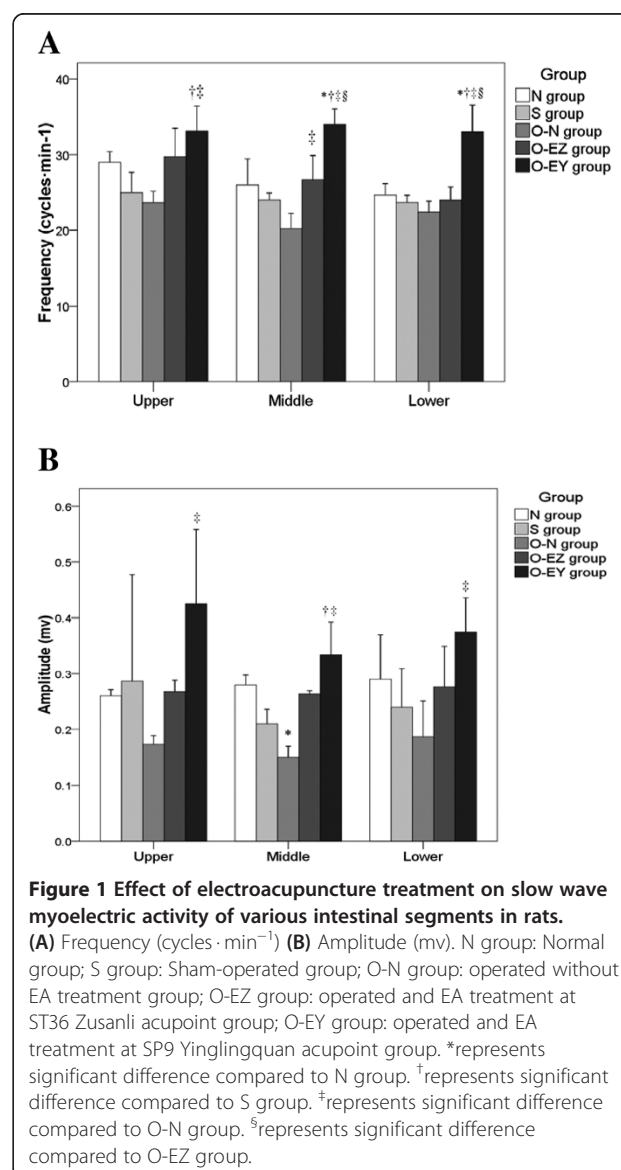 A
Frequency (cycles·min-1)
40
30
20
10
0
†‡
‡
*†‡§
*†‡§
Upper Middle Lower
Group
N group
S group
O-N group
O-EZ group
O-EY group
B
Amplitude (mv)
0.6
0.5
0.4
0.3
0.2
0.1
0.0
‡
*
†‡
‡
Upper Middle Lower
Group
N group
S group
O-N group
O-EZ group
O-EY group
Figure 1 Effect of electroacupuncture treatment on slow wave
myoelectric activity of various intestinal segments in rats.
(A) Frequency (cycles · min⁻¹) (B) Amplitude (mv). N group: Normal
group; S group: Sham-operated group; O-N group: operated without
EA treatment group; O-EZ group: operated and EA treatment at
ST36 Zusanli acupoint group; O-EY group: operated and EA
treatment at SP9 Yinglingquan acupoint group. *represents
significant difference compared to N group. †represents significant
difference compared to S group. ‡represents significant difference
compared to O-N group. §represents significant difference
compared to O-EZ group.